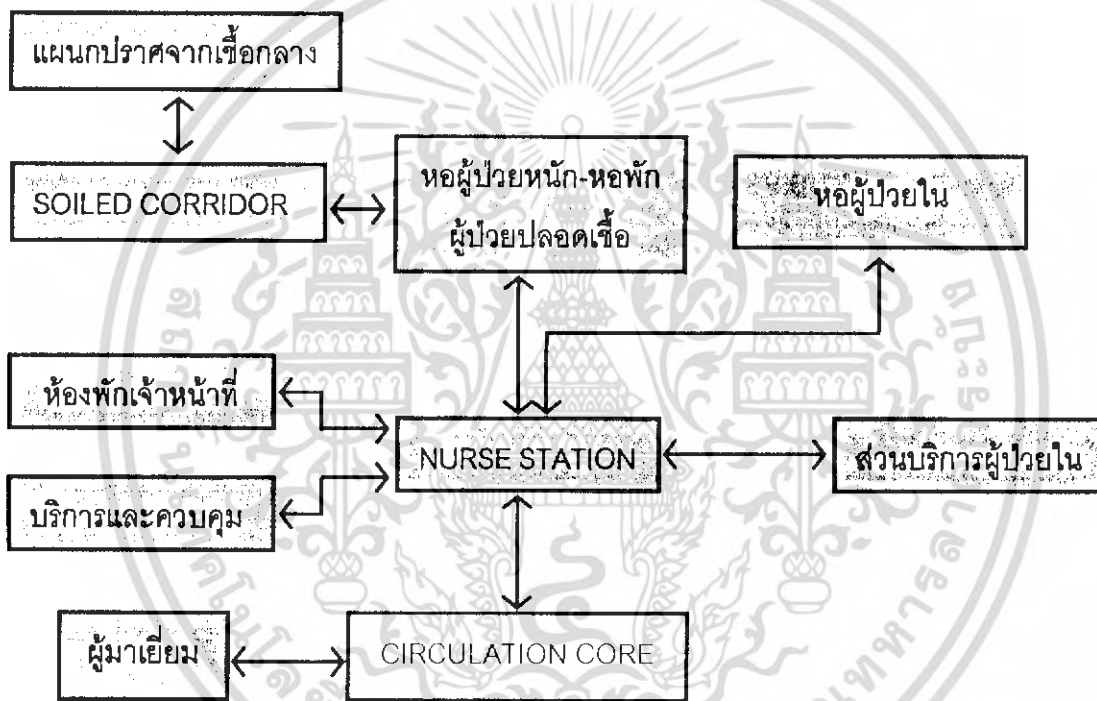 แผนกปราศจากเชื้อกลาง
SOILED CORRIDOR
หอผู้ป่วยหนัก-หอพัก
ผู้ป่วยปลอดเชื้อ
หอผู้ป่วยใน
ห้องพักเจ้าหน้าที่
NURSE STATION
ส่วนบริการผู้ป่วยใน
บริการและควบคุม
ผู้มาเยี่ยม
CIRCULATION CORE